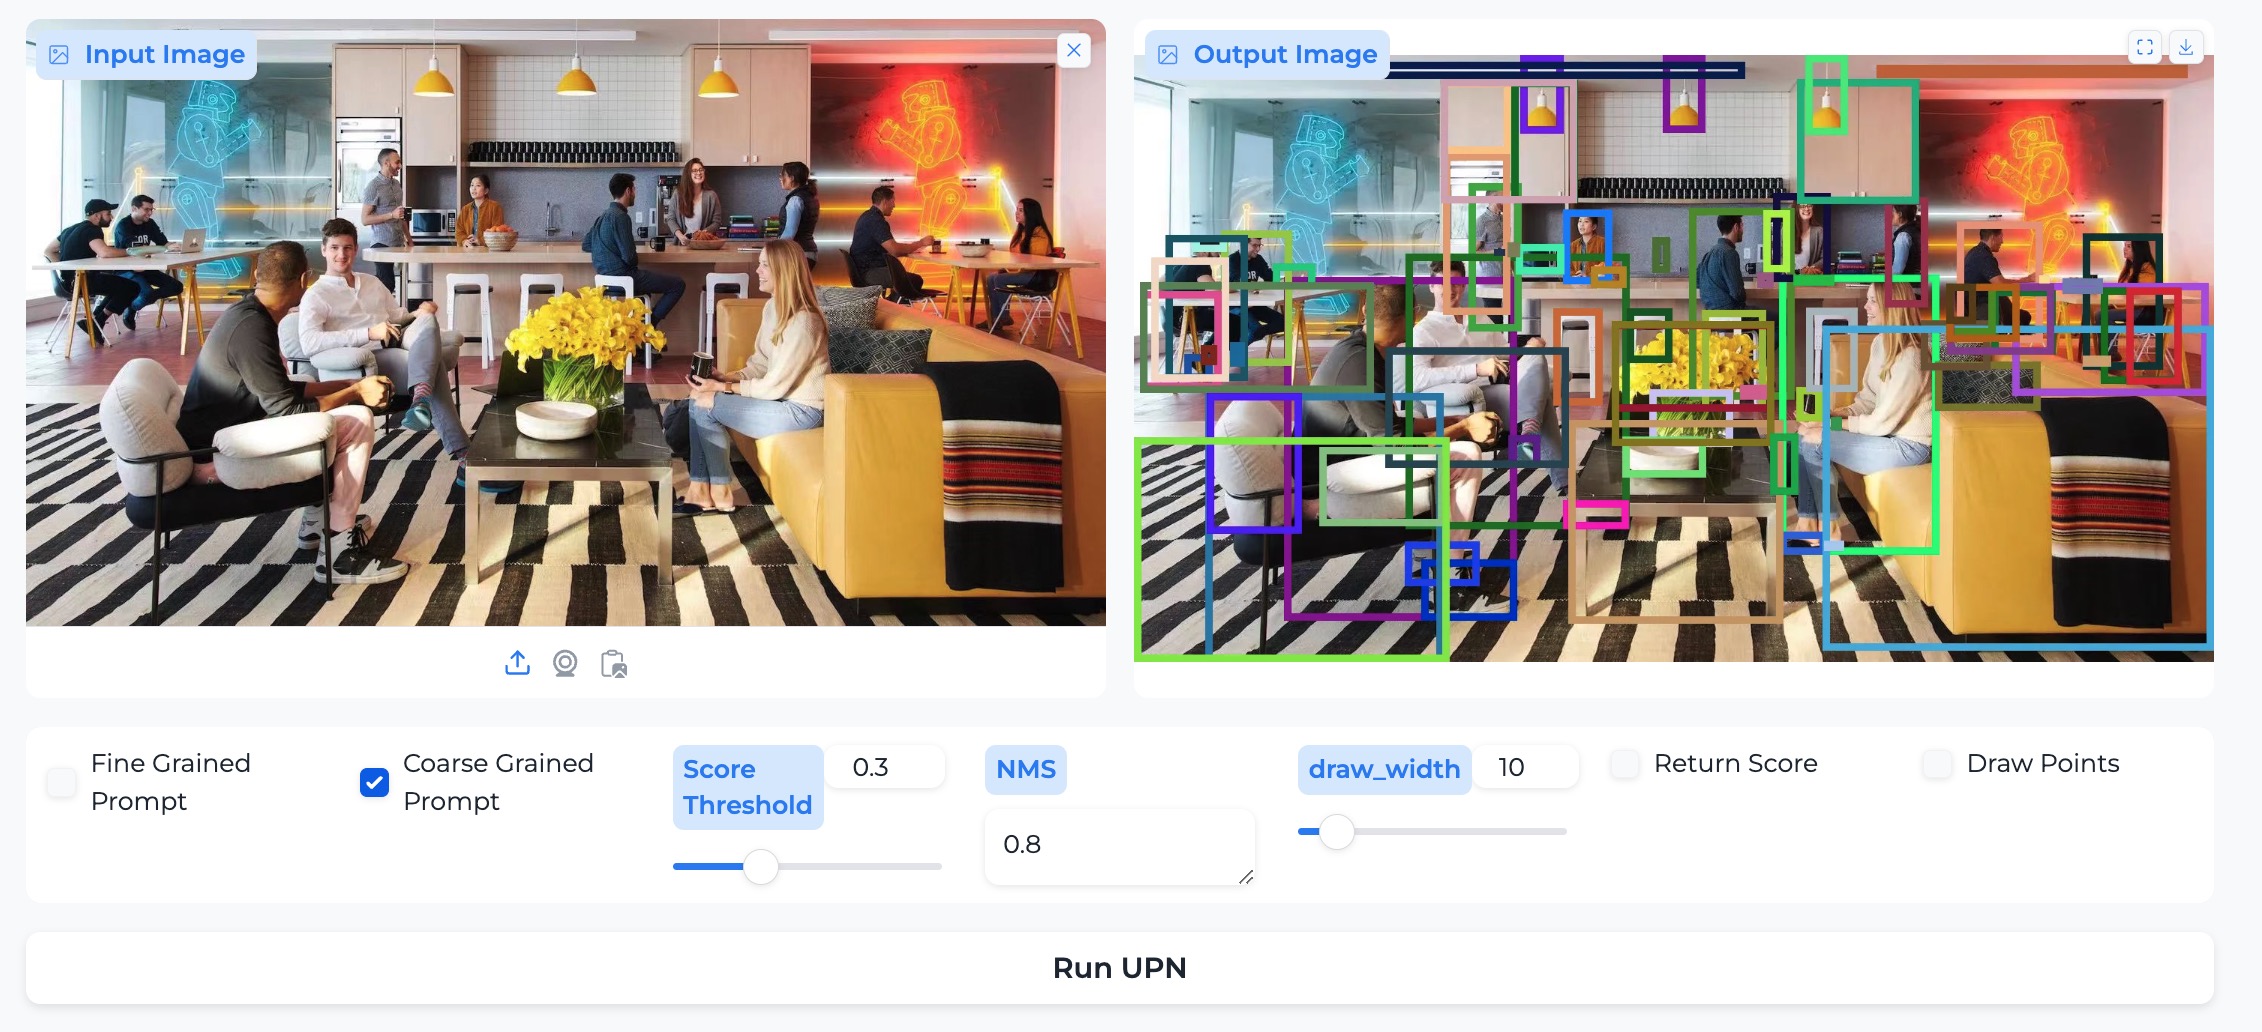 Input Image
Output Image
Fine Grained
Prompt
Coarse Grained
Prompt
Score
Threshold
0.3
NMS
0.8
draw_width
10
Return Score
Draw Points
Run UPN